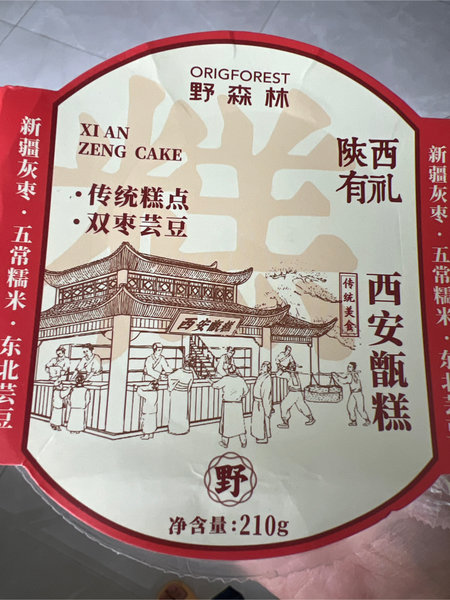 ORIGFOREST
野森林
XI AN
ZENG CAKE
·传统糕点
·双枣芸豆
陕西
有礼
西安甑糕
传统美食
西安甑糕
野
净含量:210g
糕
新疆灰枣·五常糯米·东北芸豆
新疆灰枣·五常糯米·东北芸豆